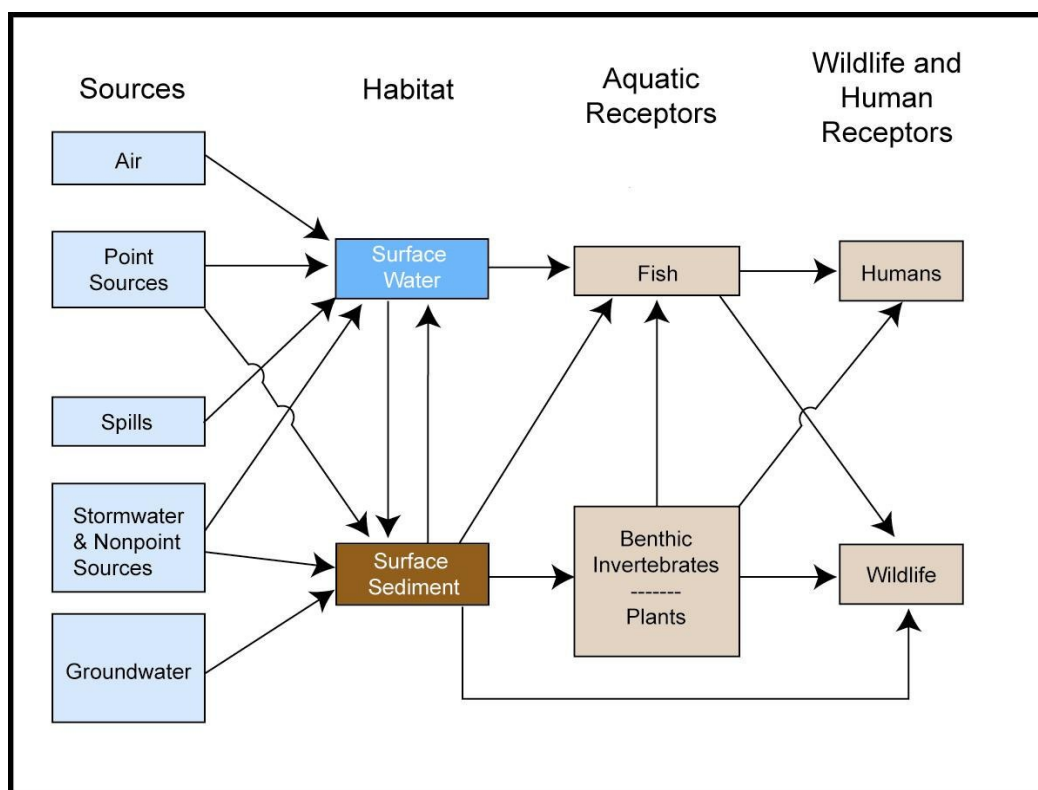 Sources
Habitat
Aquatic
Receptors
Wildlife and
Human
Receptors
Air
Point
Sources
Spills
Stormwater
& Nonpoint
Sources
Groundwater
Surface
Water
Surface
Sediment
Fish
Benthic
Invertebrates
-------
Plants
Humans
Wildlife